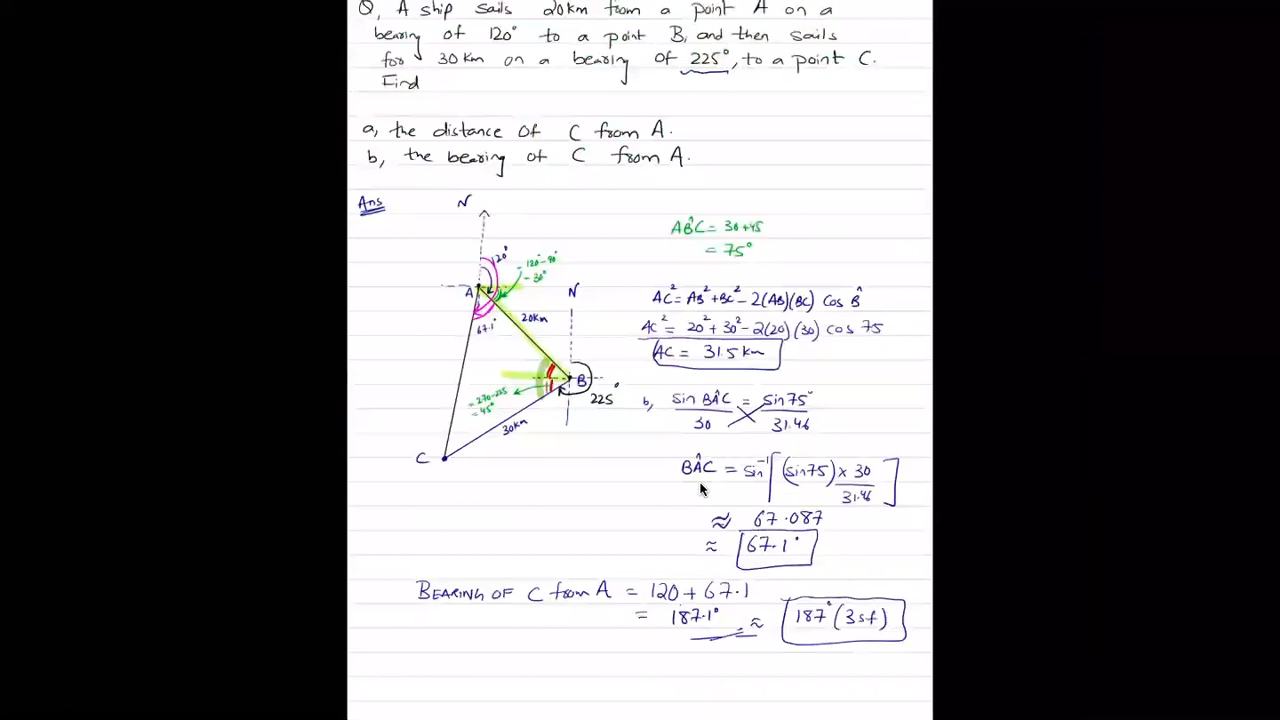 Q, A ship sails 20km from a point A on a
bearing of 120° to a point B, and then sails
for 30 Km on a bearing of 225°, to a point C.
Find
a, the distance of C from A.
b, the bearing of C from A.
Ans
N
120°
= 120°-90°
= 30°
A
67.1°
20km
N
B
225°
= 270-225
= 45°
30km
C
AB̂C = 30+45
= 75°
AC² = AB² + BC² - 2(AB)(BC) cos B̂
AC² = 20² + 30² - 2(20)(30) cos 75
AC = 31.5 km
b, sin BÂC / 30 = sin 75° / 31.46
BÂC = sin⁻¹ [(sin 75) × 30 / 31.46]
≈ 67.087
≈ 67.1°
BEARING OF C from A = 120 + 67.1
= 187.1° ≈ 187° (3sf)